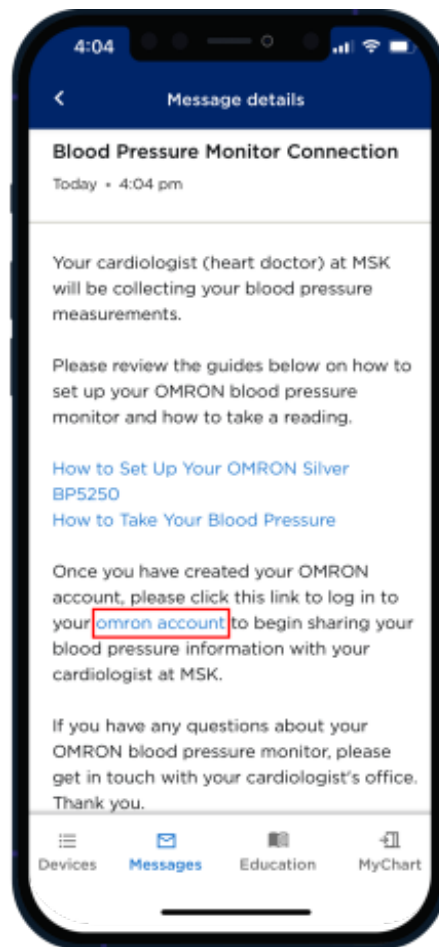 4:04
Message details
Blood Pressure Monitor Connection
Today • 4:04 pm
Your cardiologist (heart doctor) at MSK
will be collecting your blood pressure
measurements.
Please review the guides below on how to
set up your OMRON blood pressure
monitor and how to take a reading.
How to Set Up Your OMRON Silver
BP5250
How to Take Your Blood Pressure
Once you have created your OMRON
account, please click this link to log in to
your omron account to begin sharing your
blood pressure information with your
cardiologist at MSK.
If you have any questions about your
OMRON blood pressure monitor, please
get in touch with your cardiologist's office.
Thank you.
Devices Messages Education MyChart